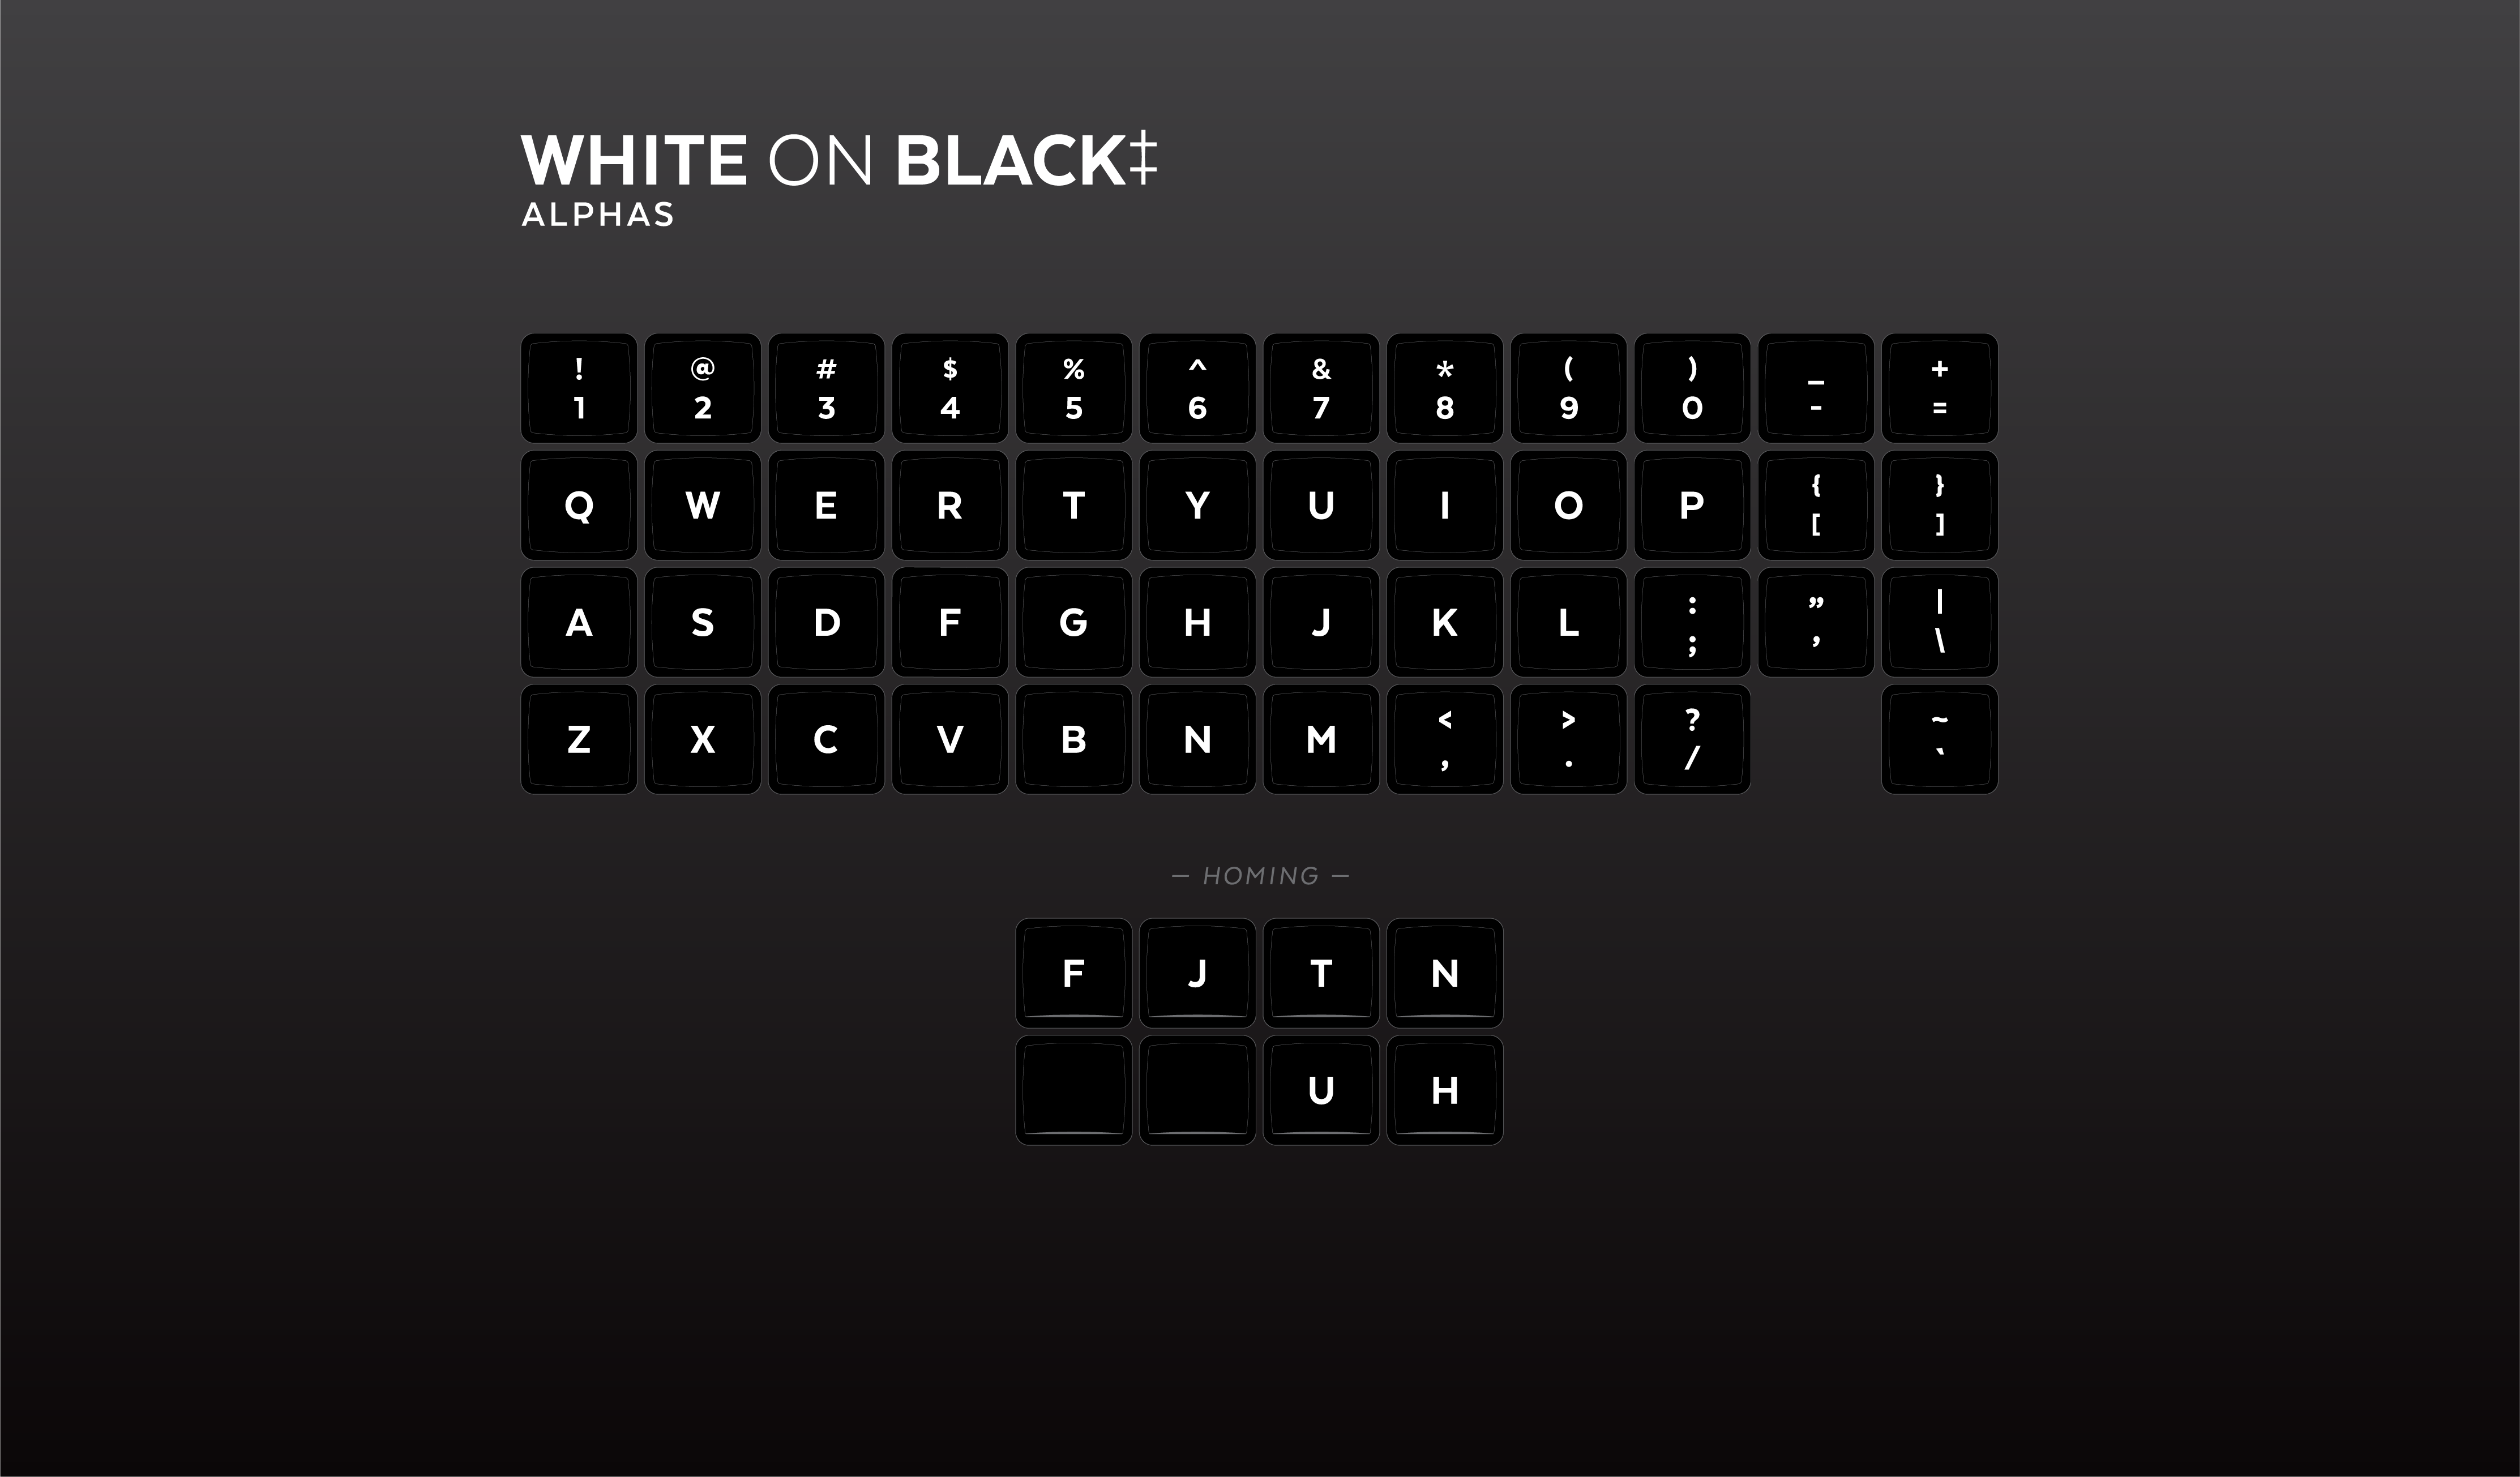 WHITE ON BLACK‡
ALPHAS
! @ # $ % ^ & * ( ) _ +
1 2 3 4 5 6 7 8 9 0 - =
Q W E R T Y U I O P { }
[ ]
A S D F G H J K L : ” |
; ’ \
Z X C V B N M < > ? ~
, . / `
— HOMING —
F J T N
U H